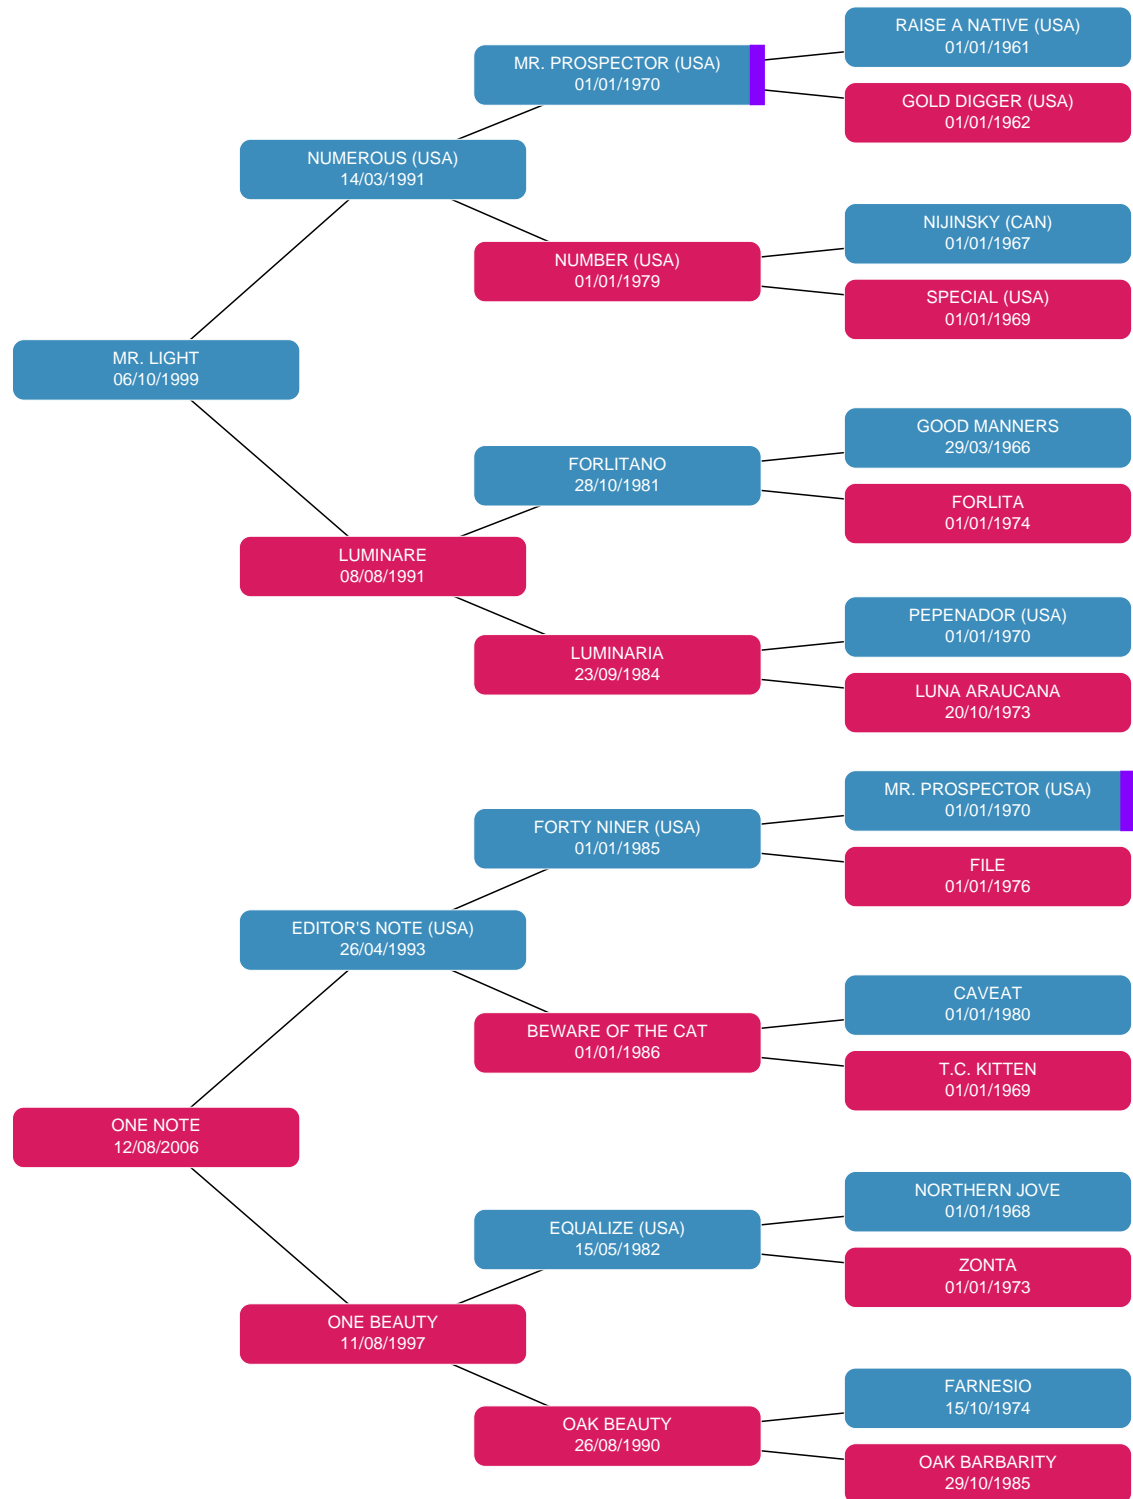 RAISE A NATIVE (USA)
01/01/1961
MR. PROSPECTOR (USA)
01/01/1970
GOLD DIGGER (USA)
01/01/1962
NUMEROUS (USA)
14/03/1991
NIJINSKY (CAN)
01/01/1967
NUMBER (USA)
01/01/1979
SPECIAL (USA)
01/01/1969
MR. LIGHT
06/10/1999
GOOD MANNERS
29/03/1966
FORLITANO
28/10/1981
FORLITA
01/01/1974
LUMINARE
08/08/1991
PEPENADOR (USA)
01/01/1970
LUMINARIA
23/09/1984
LUNA ARAUCANA
20/10/1973
MR. PROSPECTOR (USA)
01/01/1970
FORTY NINER (USA)
01/01/1985
FILE
01/01/1976
EDITOR'S NOTE (USA)
26/04/1993
CAVEAT
01/01/1980
BEWARE OF THE CAT
01/01/1986
T.C. KITTEN
01/01/1969
ONE NOTE
12/08/2006
NORTHERN JOVE
01/01/1968
EQUALIZE (USA)
15/05/1982
ZONTA
01/01/1973
ONE BEAUTY
11/08/1997
FARNESIO
15/10/1974
OAK BEAUTY
26/08/1990
OAK BARBARITY
29/10/1985